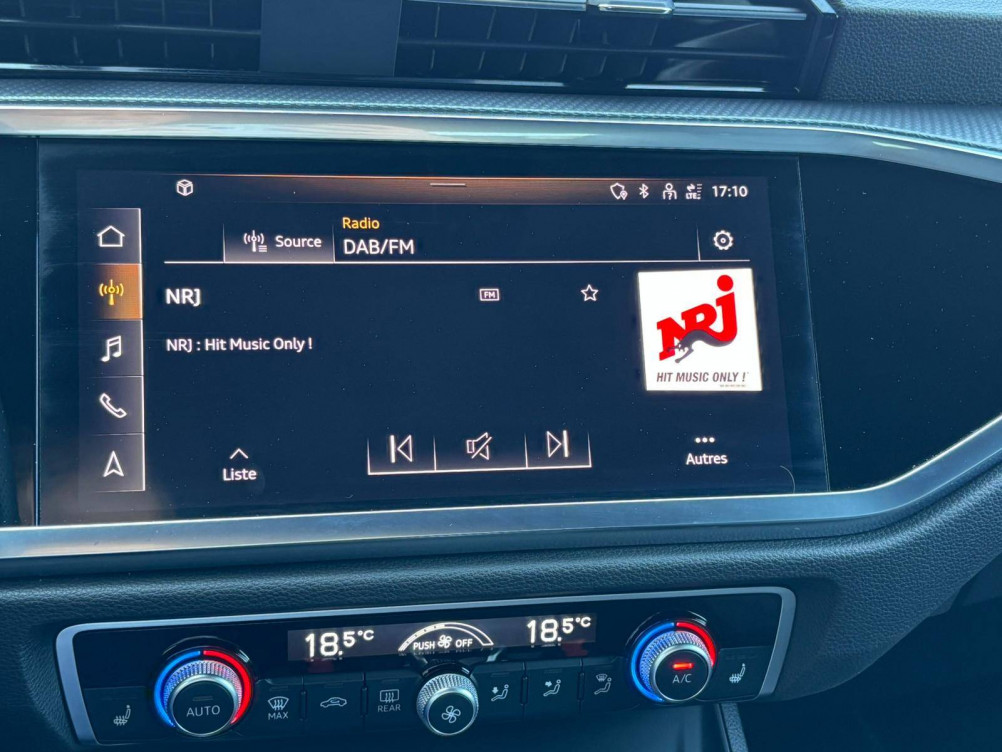 LTE
17:10
Source
Radio
DAB/FM
NRJ
FM
NRJ : Hit Music Only !
NRJ
HIT MUSIC ONLY !
Liste
Autres
18.5°C
PUSH OFF
18.5°C
AUTO
MAX
REAR
A/C